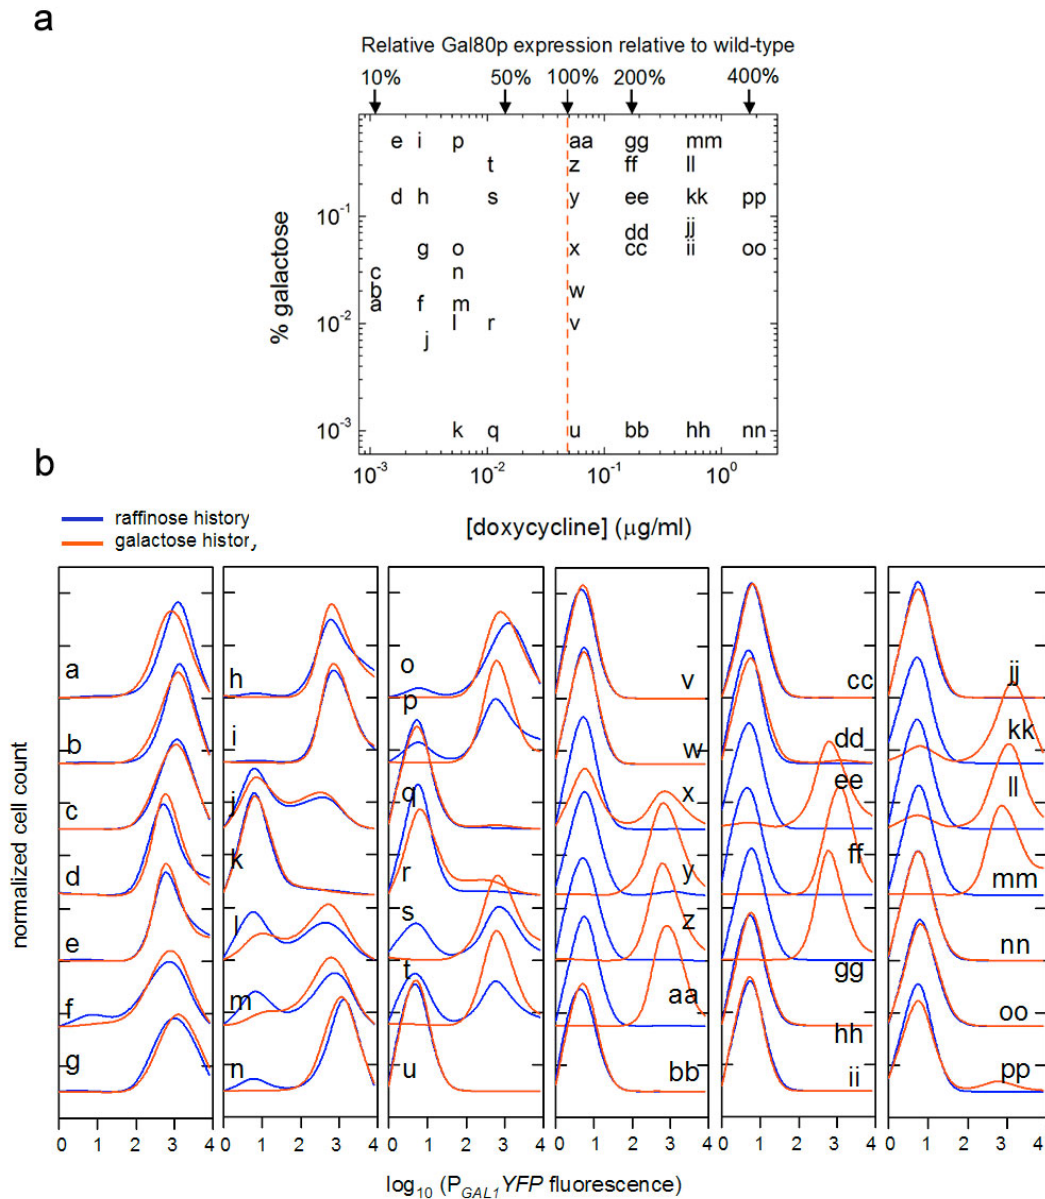 a
Relative Gal80p expression relative to wild-type
10% 50% 100% 200% 400%
e i p aa gg mm
t z ff ll
d h s y ee kk pp
10⁻¹
dd jj
g o x cc ii oo
c n
b w
a f m
10⁻² l r v
j
10⁻³ k q u bb hh nn
% galactose
10⁻³ 10⁻² 10⁻¹ 10⁰
[doxycycline] (µg/ml)
b
raffinose history
galactose histor
normalized cell count
a
b
c
d
e
f
g
h
i
j
k
l
m
n
o
p
q
r
s
t
u
v
w
x
y
z
aa
bb
cc
dd
ee
ff
gg
hh
ii
jj
kk
ll
mm
nn
oo
pp
0 1 2 3 4 0 1 2 3 4 0 1 2 3 4 0 1 2 3 4 0 1 2 3 4 0 1 2 3 4
log₁₀ (P_GAL1YFP fluorescence)